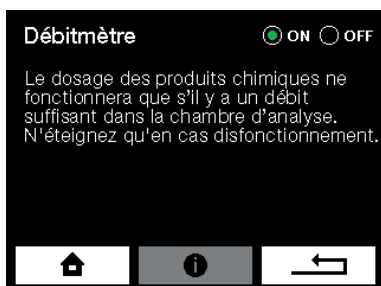 Débitmètre ON OFF
Le dosage des produits chimiques ne
fonctionnera que s'il y a un débit
suffisant dans la chambre d'analyse.
N'éteignez qu'en cas disfonctionnement.
i